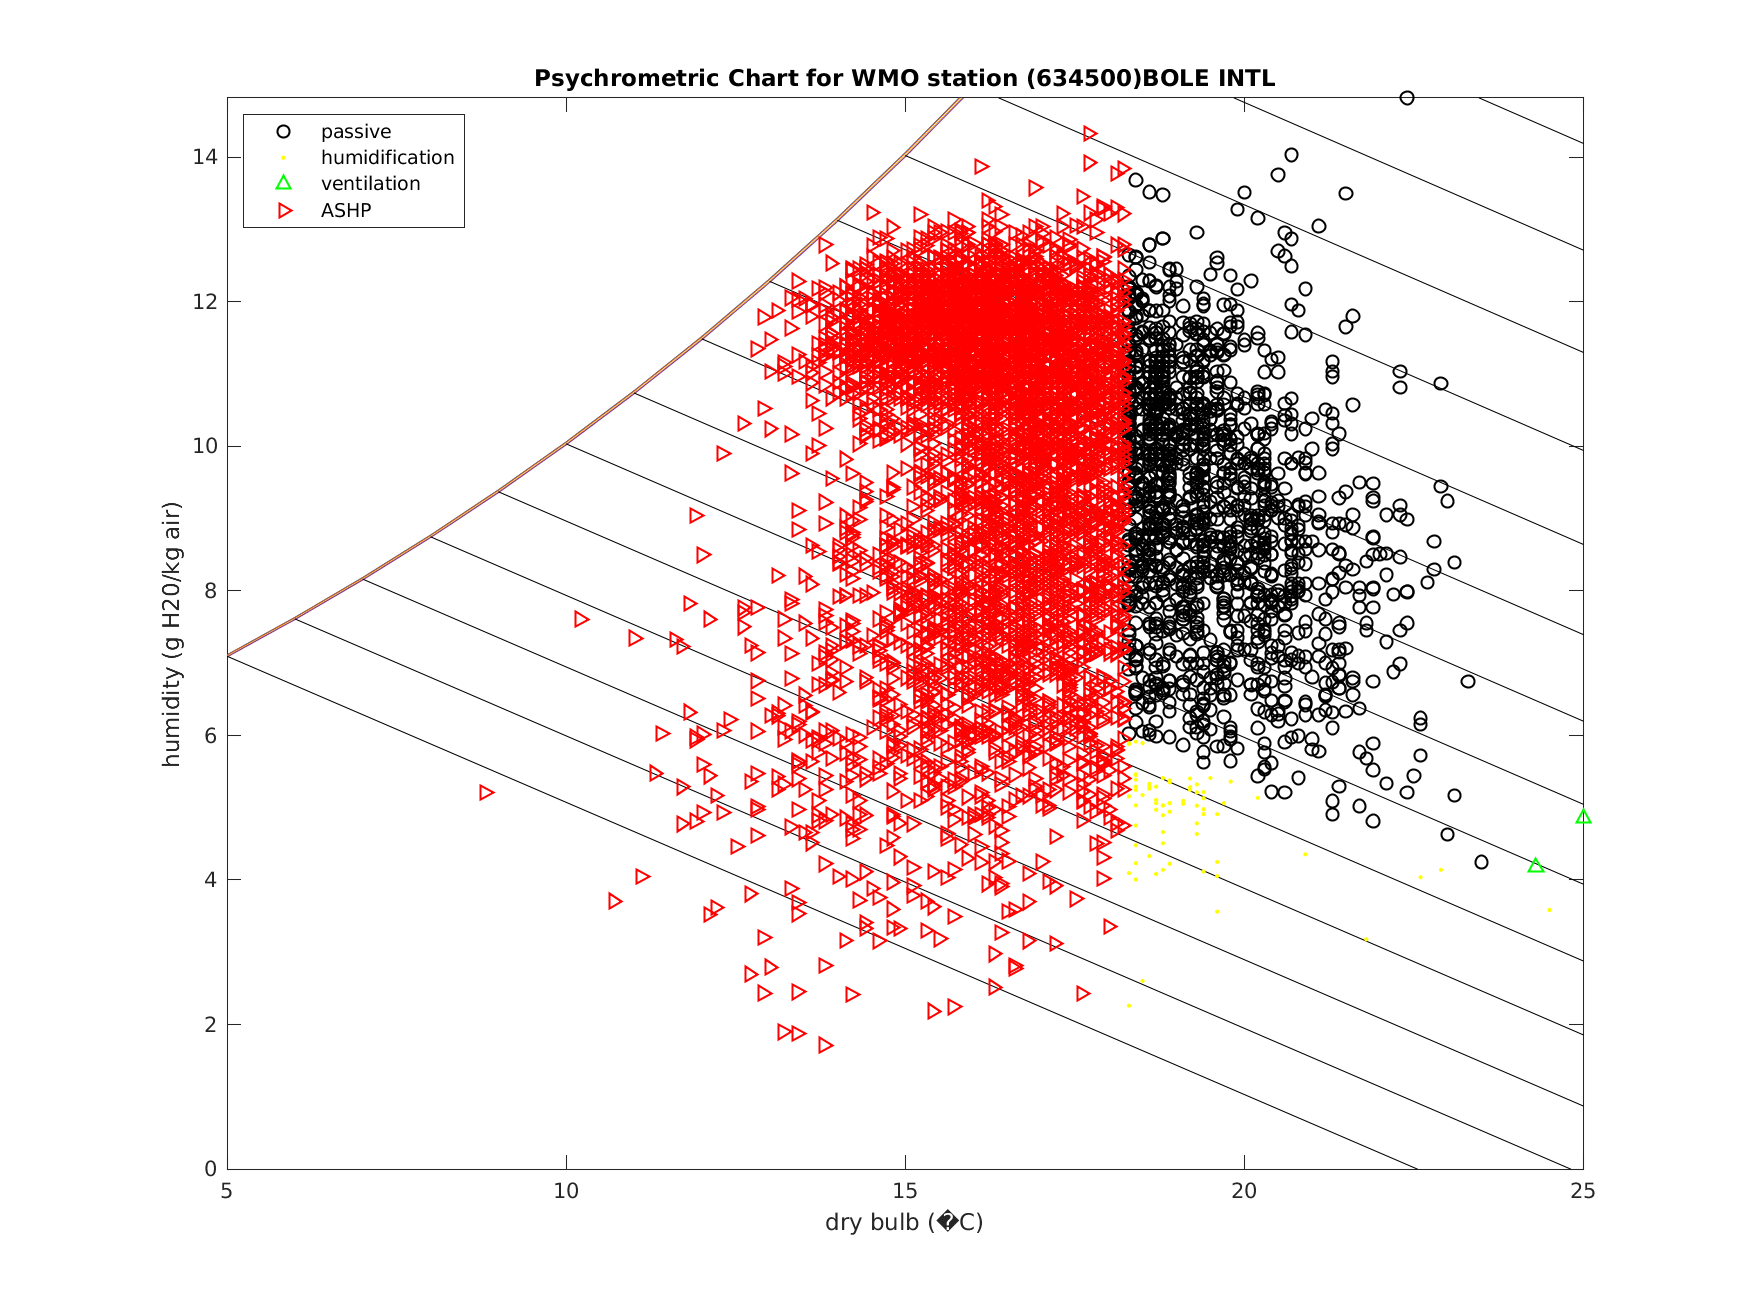 Psychrometric Chart for WMO station (634500)BOLE INTL
passive
humidification
ventilation
ASHP
humidity (g H20/kg air)
14
12
10
8
6
4
2
0
5 10 15 20 25
dry bulb (�C)